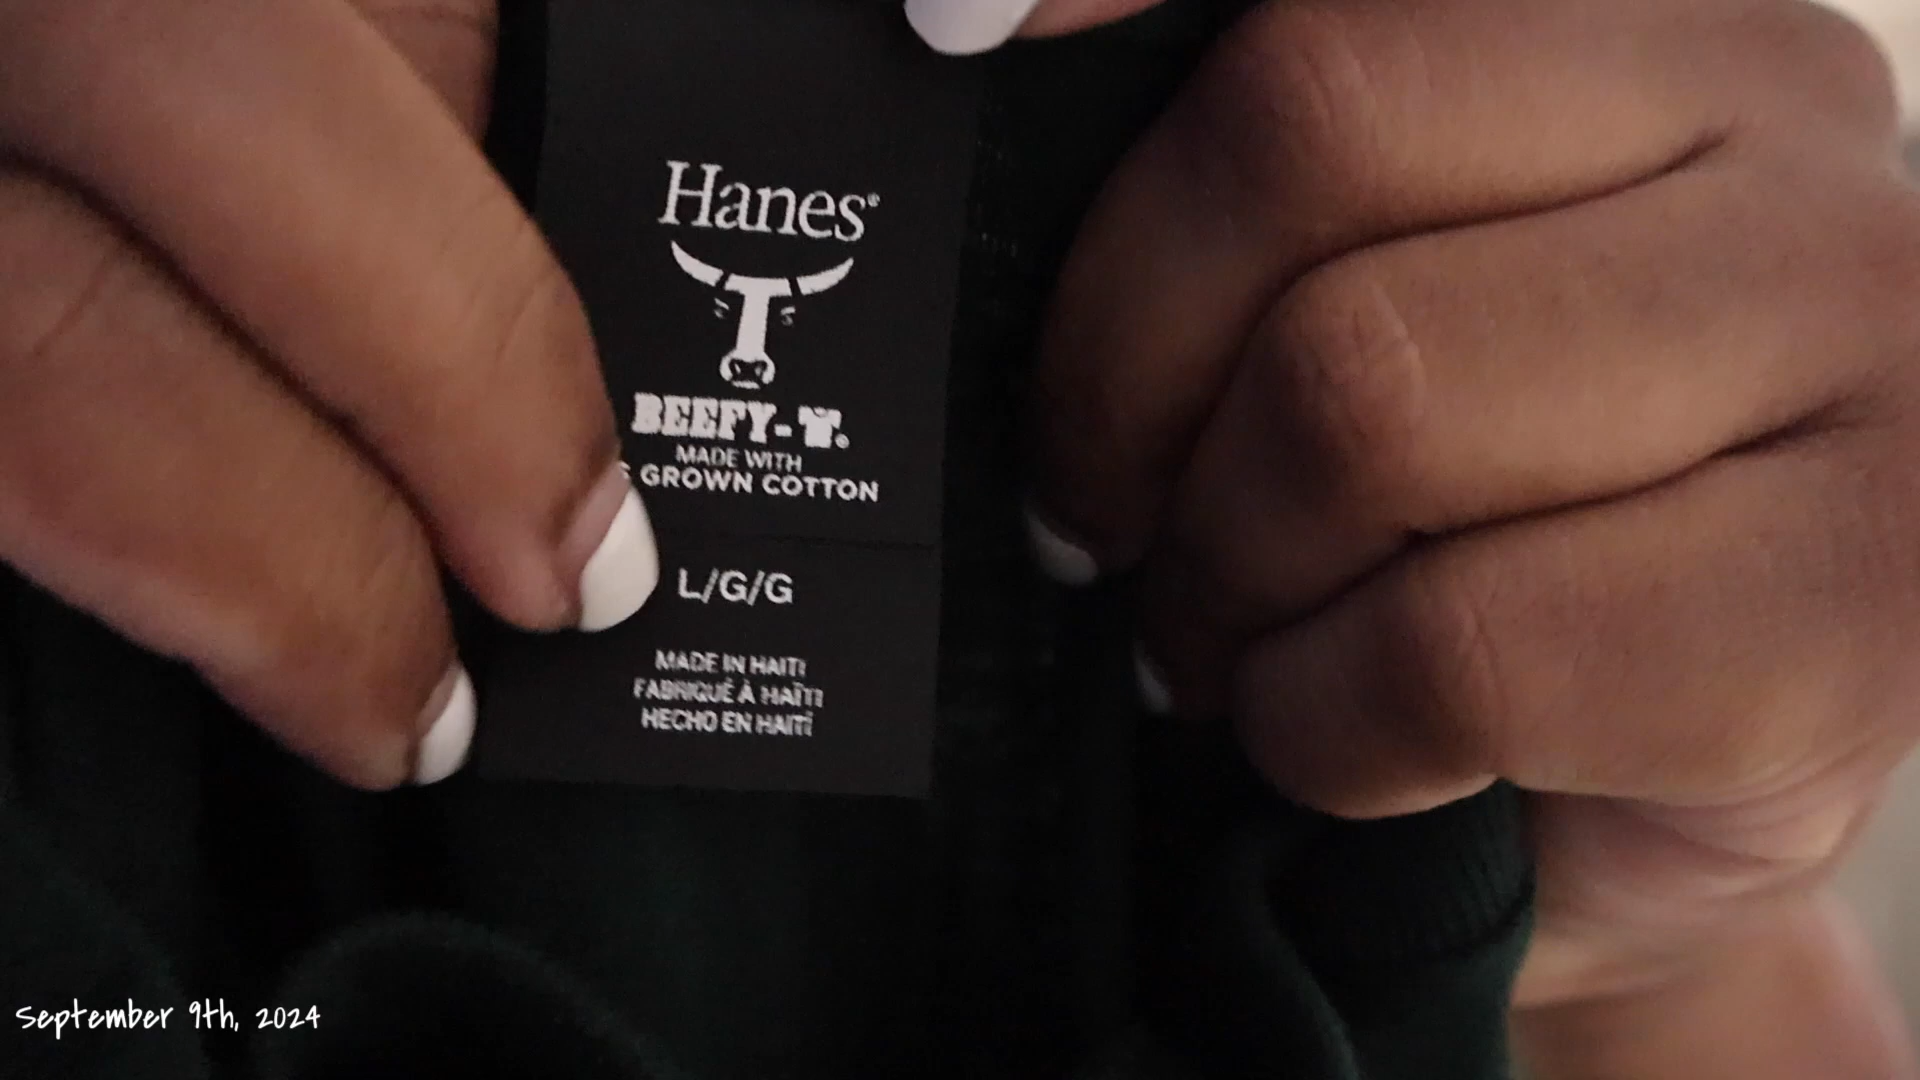 Hanes®
BEEFY-T®
MADE WITH
GROWN COTTON
L/G/G
MADE IN HAITI
FABRIQUÉ À HAÏTI
HECHO EN HAITÍ
September 9th, 2024